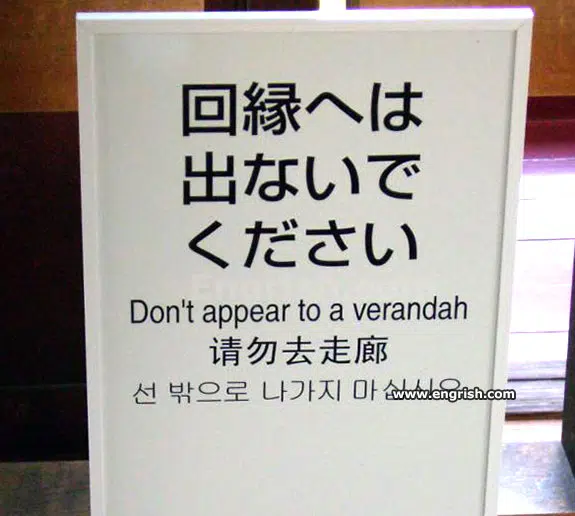 回縁へは
出ないで
ください
Don't appear to a verandah
请勿去走廊
선 밖으로 나가지 마십시오
www.engrish.com